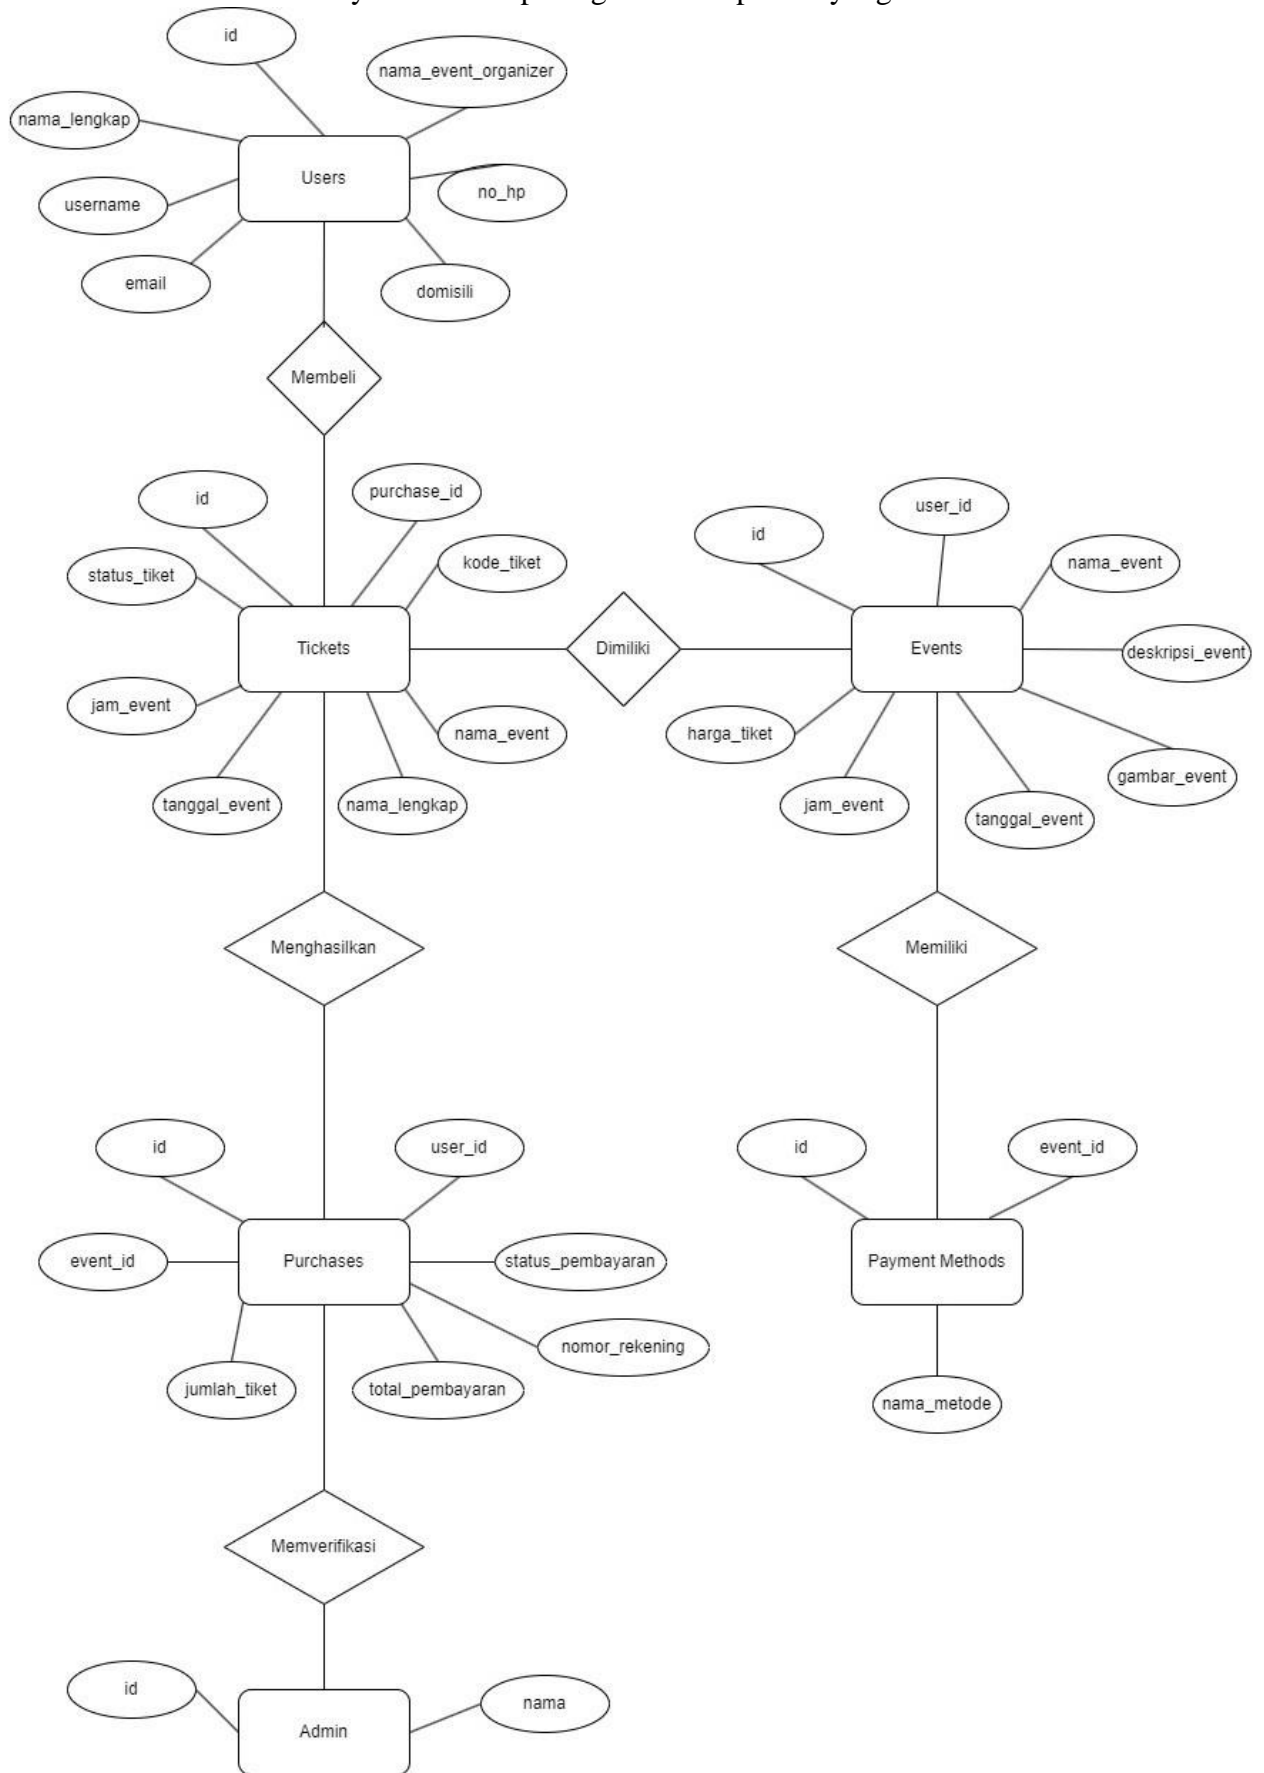 id
nama_event_organizer
nama_lengkap
Users
no_hp
username
email
domisili
Membeli
id
purchase_id
user_id
id
kode_tiket
nama_event
status_tiket
Tickets
Dimiliki
Events
deskripsi_event
jam_event
nama_event
harga_tiket
gambar_event
tanggal_event
nama_lengkap
jam_event
tanggal_event
Menghasilkan
Memiliki
id
user_id
id
event_id
event_id
Purchases
status_pembayaran
Payment Methods
nomor_rekening
jumlah_tiket
total_pembayaran
nama_metode
Memverifikasi
id
nama
Admin